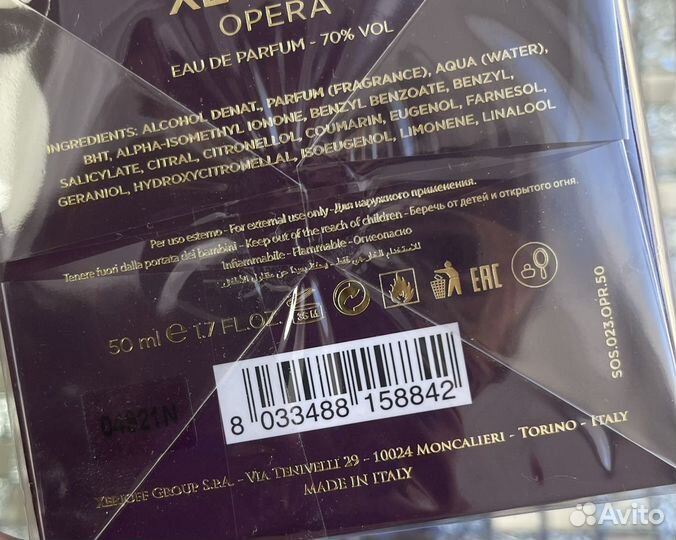 OPERA
EAU DE PARFUM - 70% VOL
INGREDIENTS: ALCOHOL DENAT., PARFUM (FRAGRANCE), AQUA (WATER),
BHT, ALPHA-ISOMETHYL IONONE, BENZYL BENZOATE, BENZYL
SALICYLATE, CITRAL, CITRONELLOL, COUMARIN, EUGENOL, FARNESOL,
GERANIOL, HYDROXYCITRONELLAL, ISOEUGENOL, LIMONENE, LINALOOL
Per uso esterno - For external use only - Для наружного применения.
Tenere fuori dalla portata dei bambini - Keep out of the reach of children - Беречь от детей и открытого огня.
Infiammabile - Flammable - Огнеопасно
50 ml e 1.7 FL.OZ.
36 M
EAC
SOS.023.OPR.50
04821N
8 033488 158842
XERJOFF GROUP S.P.A. - VIA TENIVELLI 29 - 10024 MONCALIERI - TORINO - ITALY
MADE IN ITALY
Avito